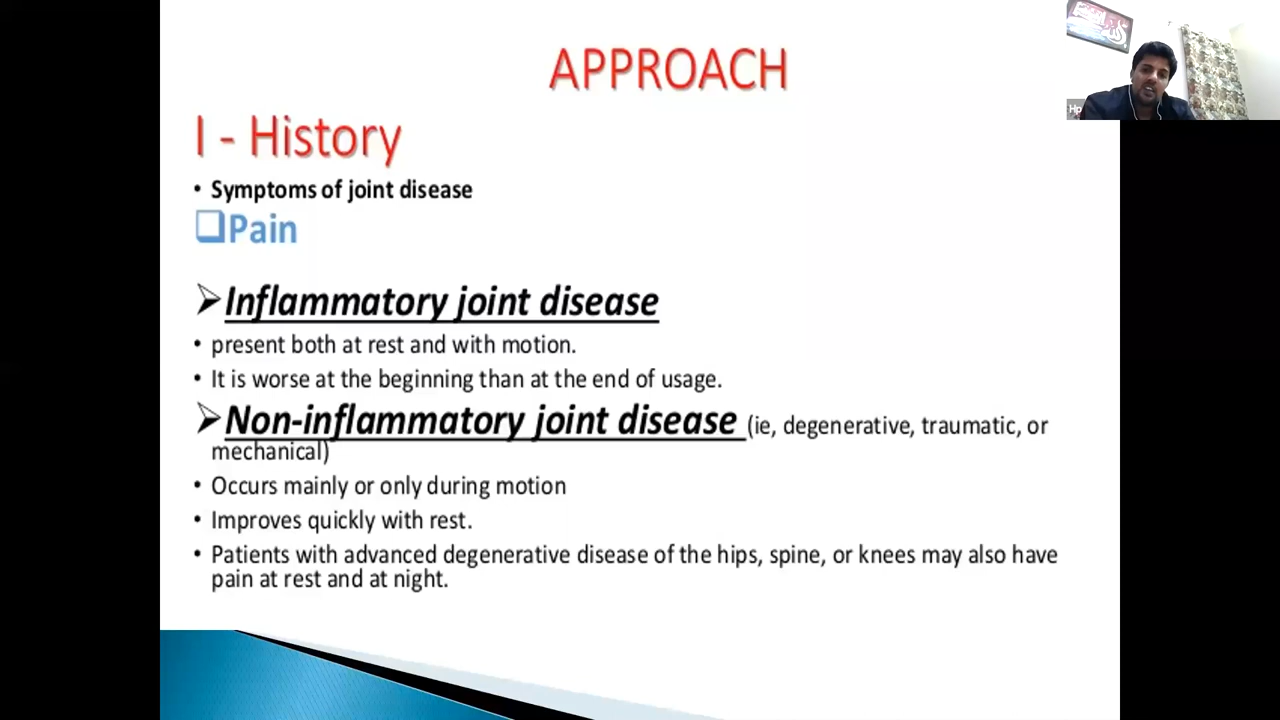 APPROACH
I - History
• Symptoms of joint disease
❑Pain
➢Inflammatory joint disease
• present both at rest and with motion.
• It is worse at the beginning than at the end of usage.
➢Non-inflammatory joint disease (ie, degenerative, traumatic, or
mechanical)
• Occurs mainly or only during motion
• Improves quickly with rest.
• Patients with advanced degenerative disease of the hips, spine, or knees may also have
pain at rest and at night.